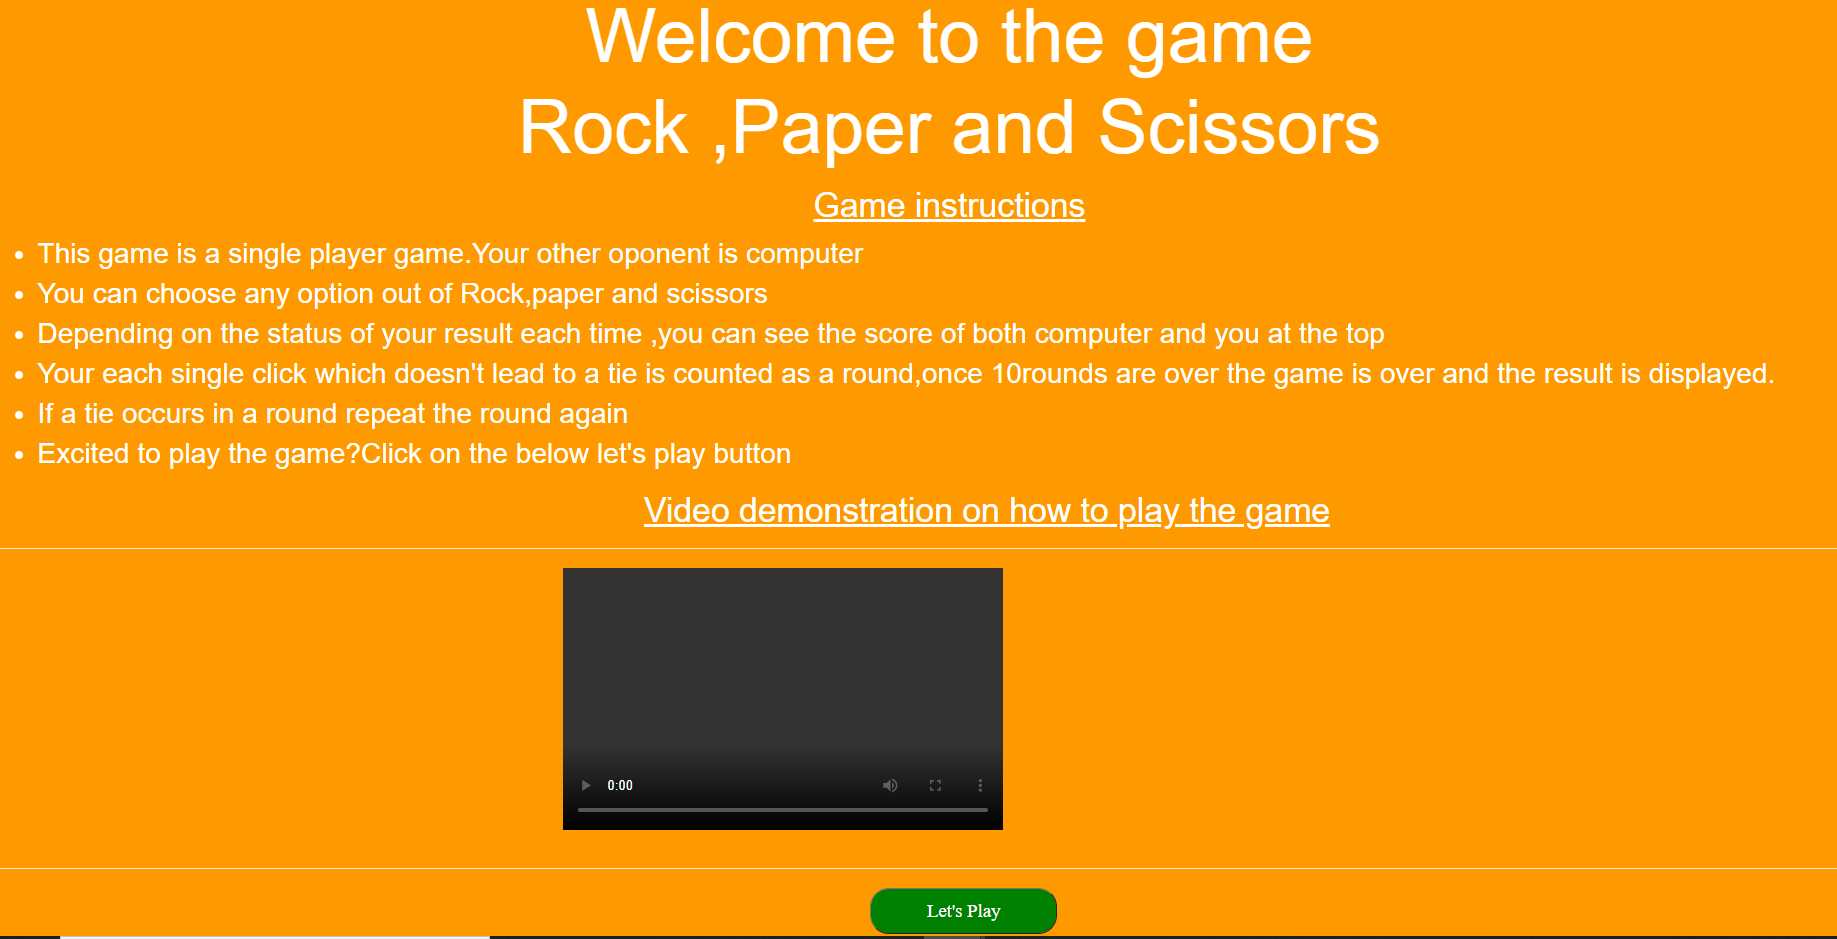 Welcome to the game
Rock ,Paper and Scissors
Game instructions
This game is a single player game.Your other oponent is computer
You can choose any option out of Rock,paper and scissors
Depending on the status of your result each time ,you can see the score of both computer and you at the top
Your each single click which doesn't lead to a tie is counted as a round,once 10rounds are over the game is over and the result is displayed.
If a tie occurs in a round repeat the round again
Excited to play the game?Click on the below let's play button
Video demonstration on how to play the game
0:00
Let's Play